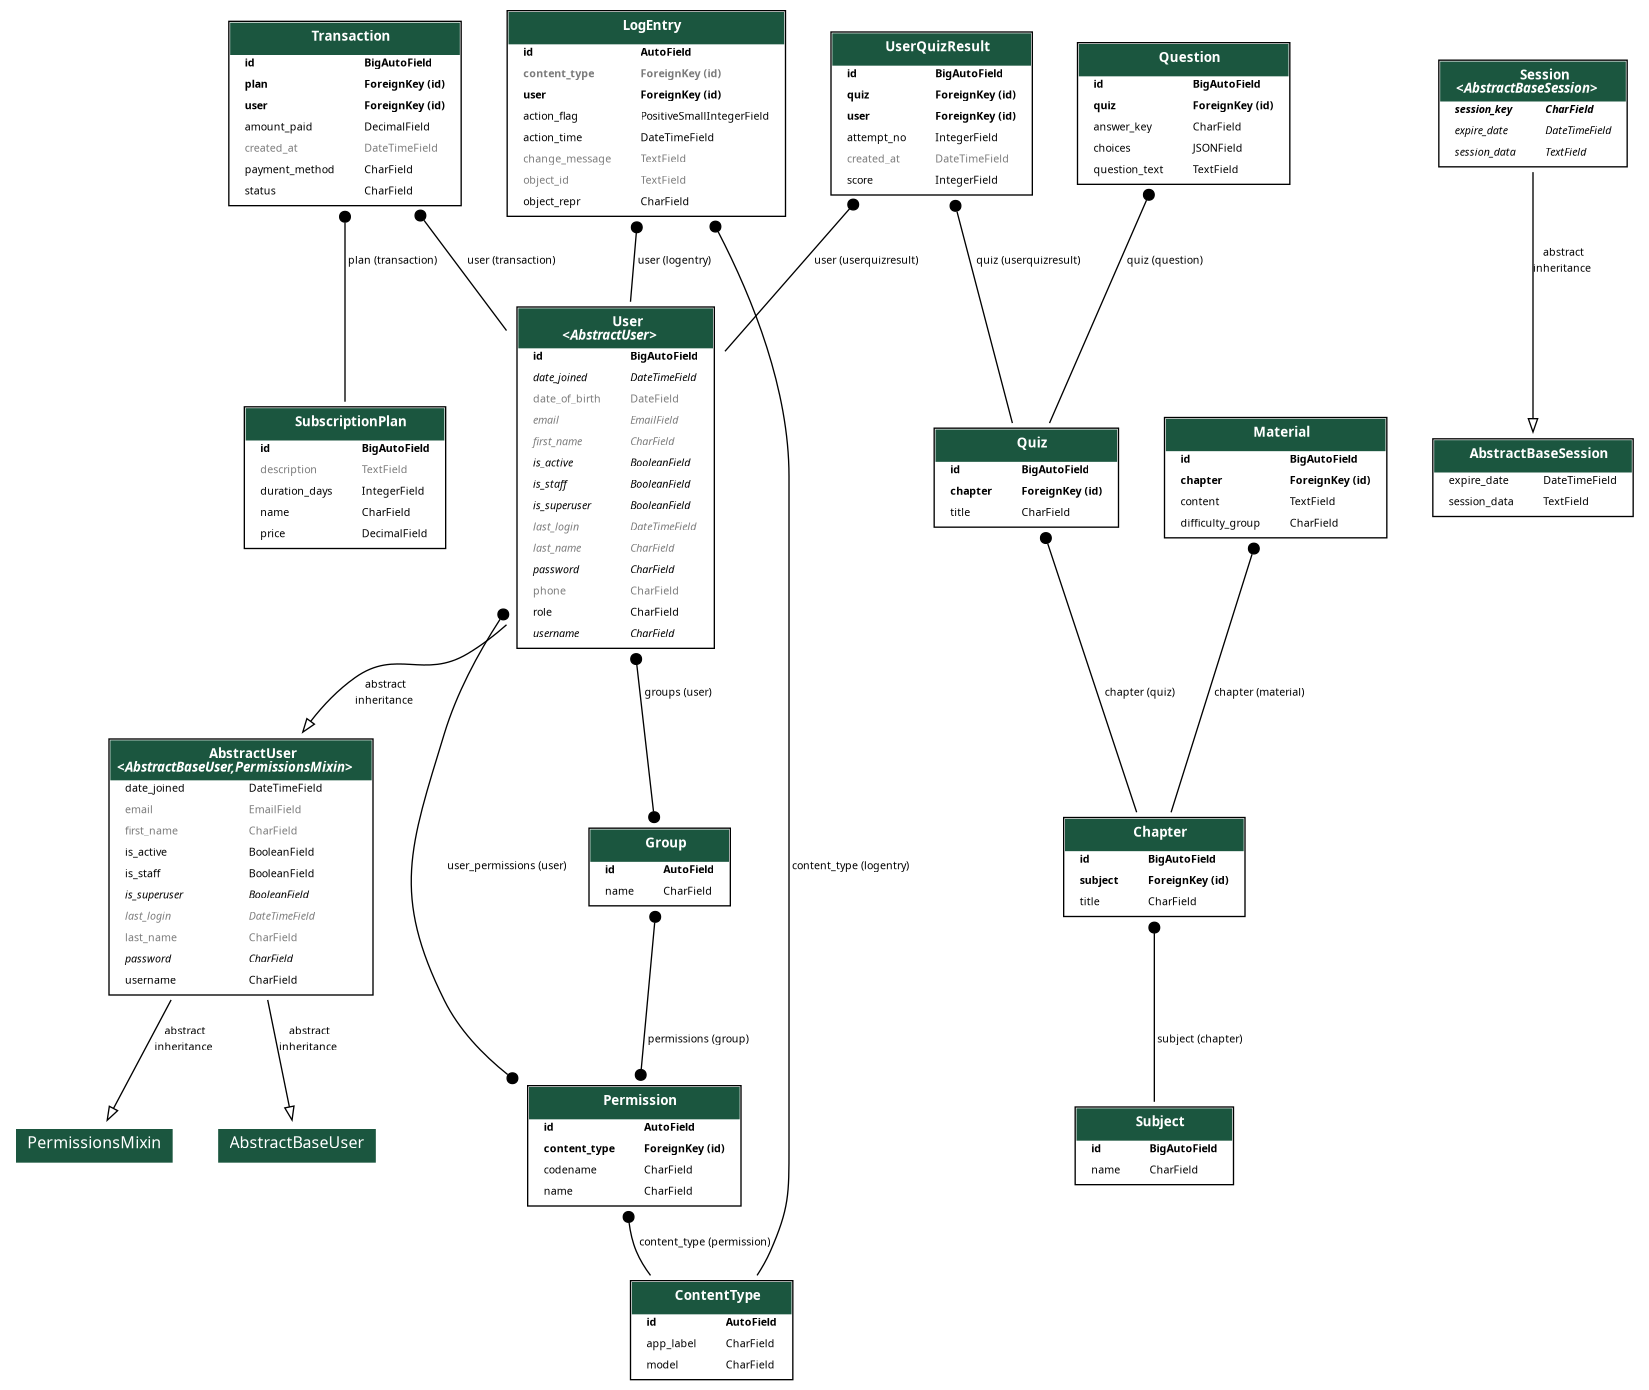 Transaction
id BigAutoField
plan ForeignKey (id)
user ForeignKey (id)
amount_paid DecimalField
created_at DateTimeField
payment_method CharField
status CharField
LogEntry
id AutoField
content_type ForeignKey (id)
user ForeignKey (id)
action_flag PositiveSmallIntegerField
action_time DateTimeField
change_message TextField
object_id TextField
object_repr CharField
UserQuizResult
id BigAutoField
quiz ForeignKey (id)
user ForeignKey (id)
attempt_no IntegerField
created_at DateTimeField
score IntegerField
Question
id BigAutoField
quiz ForeignKey (id)
answer_key CharField
choices JSONField
question_text TextField
Session
<AbstractBaseSession>
session_key CharField
expire_date DateTimeField
session_data TextField
plan (transaction)
user (transaction)
user (logentry)
user (userquizresult)
quiz (userquizresult)
quiz (question)
abstract
inheritance
User
<AbstractUser>
id BigAutoField
date_joined DateTimeField
date_of_birth DateField
email EmailField
first_name CharField
is_active BooleanField
is_staff BooleanField
is_superuser BooleanField
last_login DateTimeField
last_name CharField
password CharField
phone CharField
role CharField
username CharField
SubscriptionPlan
id BigAutoField
description TextField
duration_days IntegerField
name CharField
price DecimalField
Quiz
id BigAutoField
chapter ForeignKey (id)
title CharField
Material
id BigAutoField
chapter ForeignKey (id)
content TextField
difficulty_group CharField
AbstractBaseSession
expire_date DateTimeField
session_data TextField
abstract
inheritance
groups (user)
chapter (quiz)
chapter (material)
AbstractUser
<AbstractBaseUser,PermissionsMixin>
date_joined DateTimeField
email EmailField
first_name CharField
is_active BooleanField
is_staff BooleanField
is_superuser BooleanField
last_login DateTimeField
last_name CharField
password CharField
username CharField
user_permissions (user)
Group
id AutoField
name CharField
content_type (logentry)
Chapter
id BigAutoField
subject ForeignKey (id)
title CharField
abstract
inheritance
abstract
inheritance
permissions (group)
subject (chapter)
PermissionsMixin
AbstractBaseUser
Permission
id AutoField
content_type ForeignKey (id)
codename CharField
name CharField
Subject
id BigAutoField
name CharField
content_type (permission)
ContentType
id AutoField
app_label CharField
model CharField